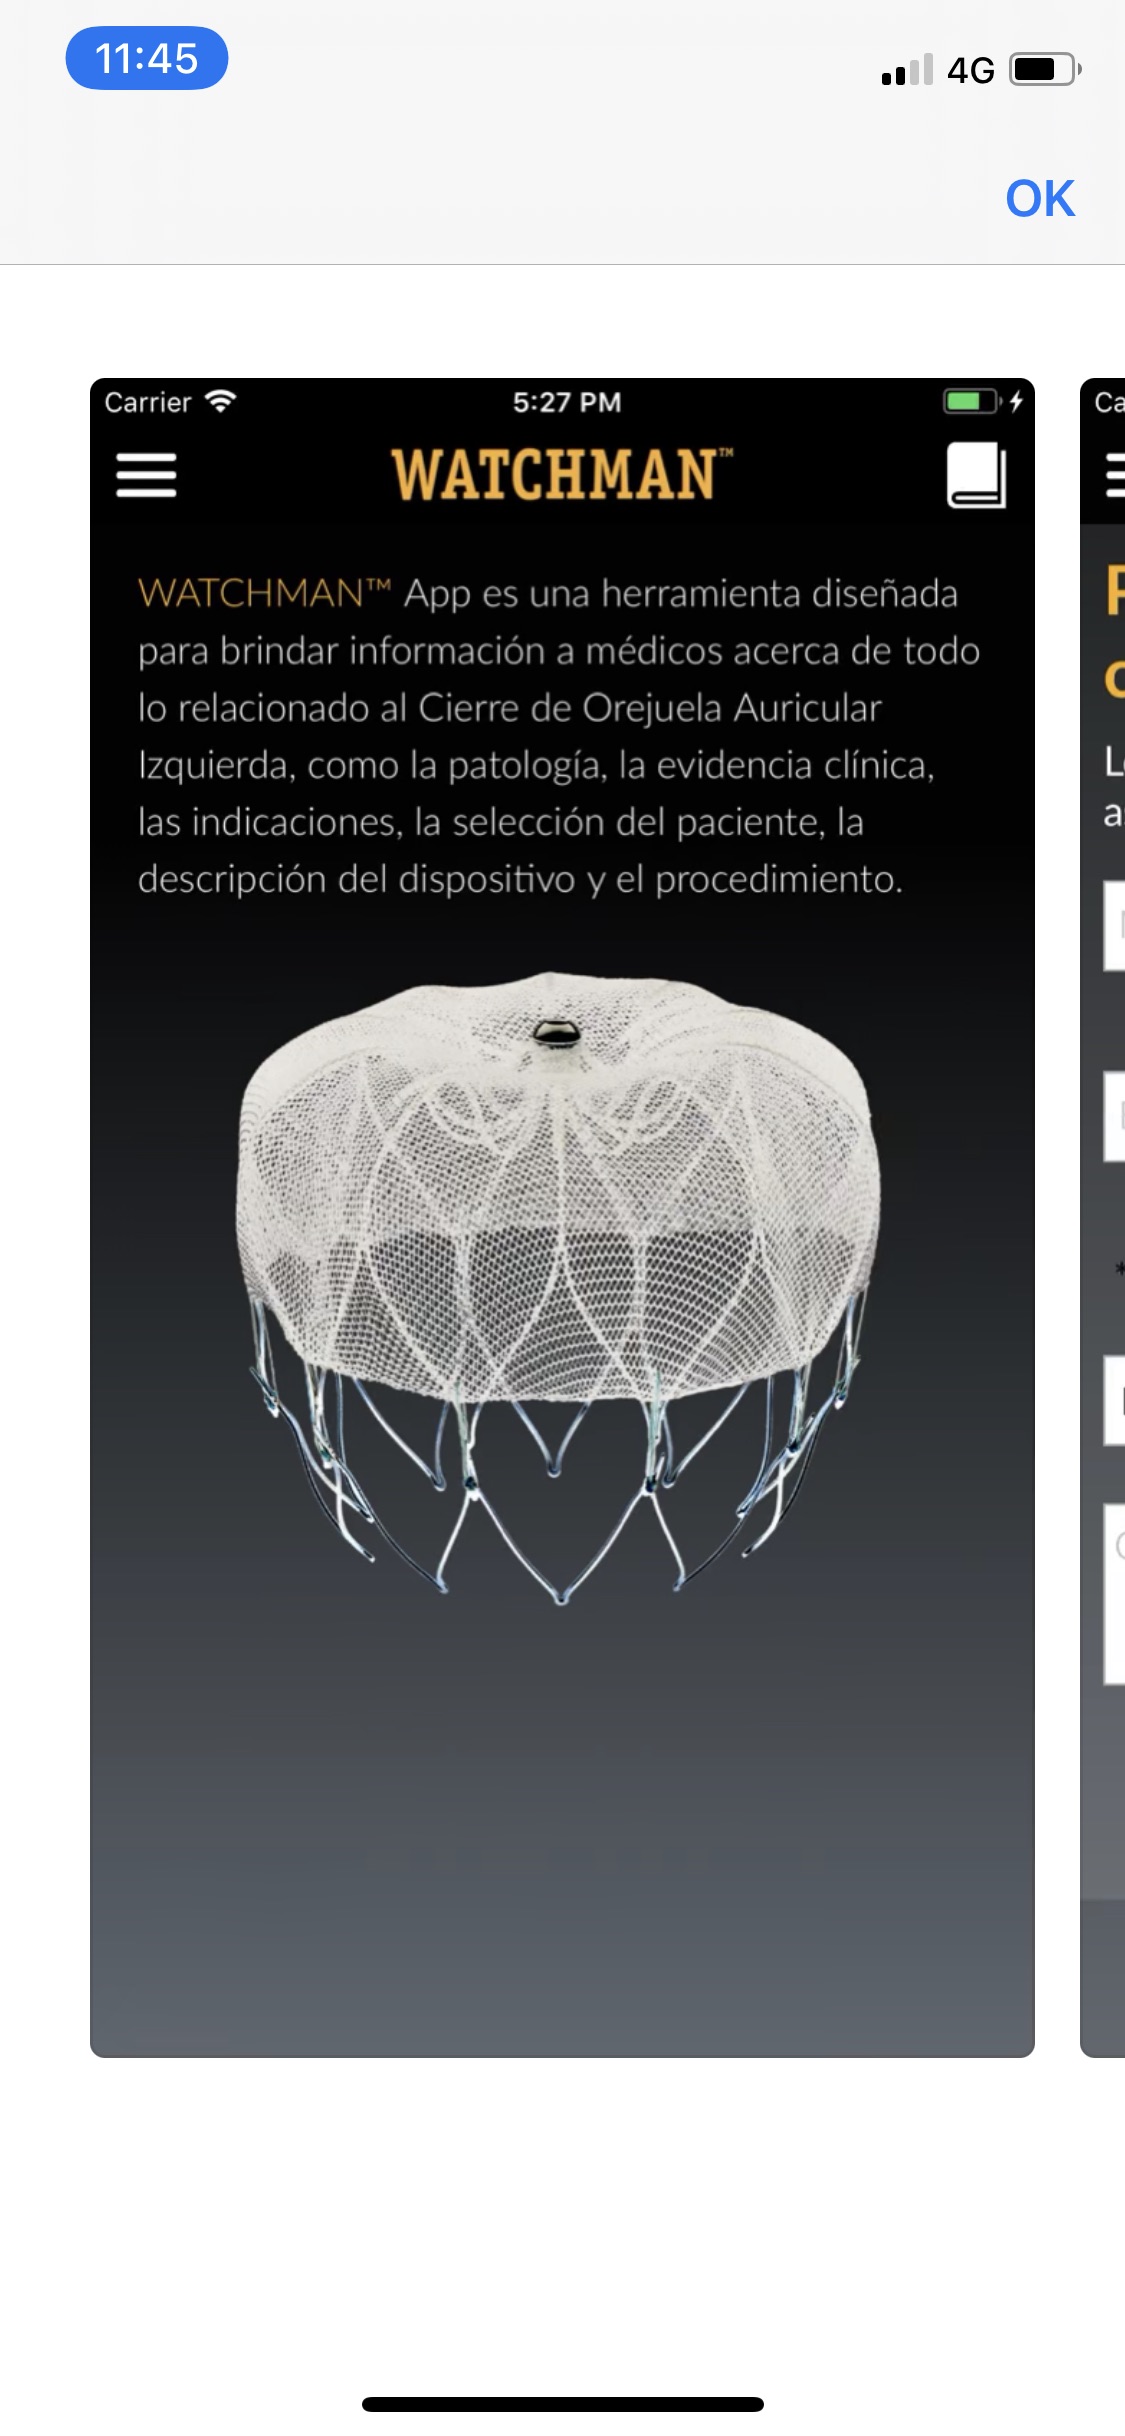 11:45
4G
OK
Carrier
5:27 PM
WATCHMAN™
WATCHMAN™ App es una herramienta diseñada
para brindar información a médicos acerca de todo
lo relacionado al Cierre de Orejuela Auricular
Izquierda, como la patología, la evidencia clínica,
las indicaciones, la selección del paciente, la
descripción del dispositivo y el procedimiento.